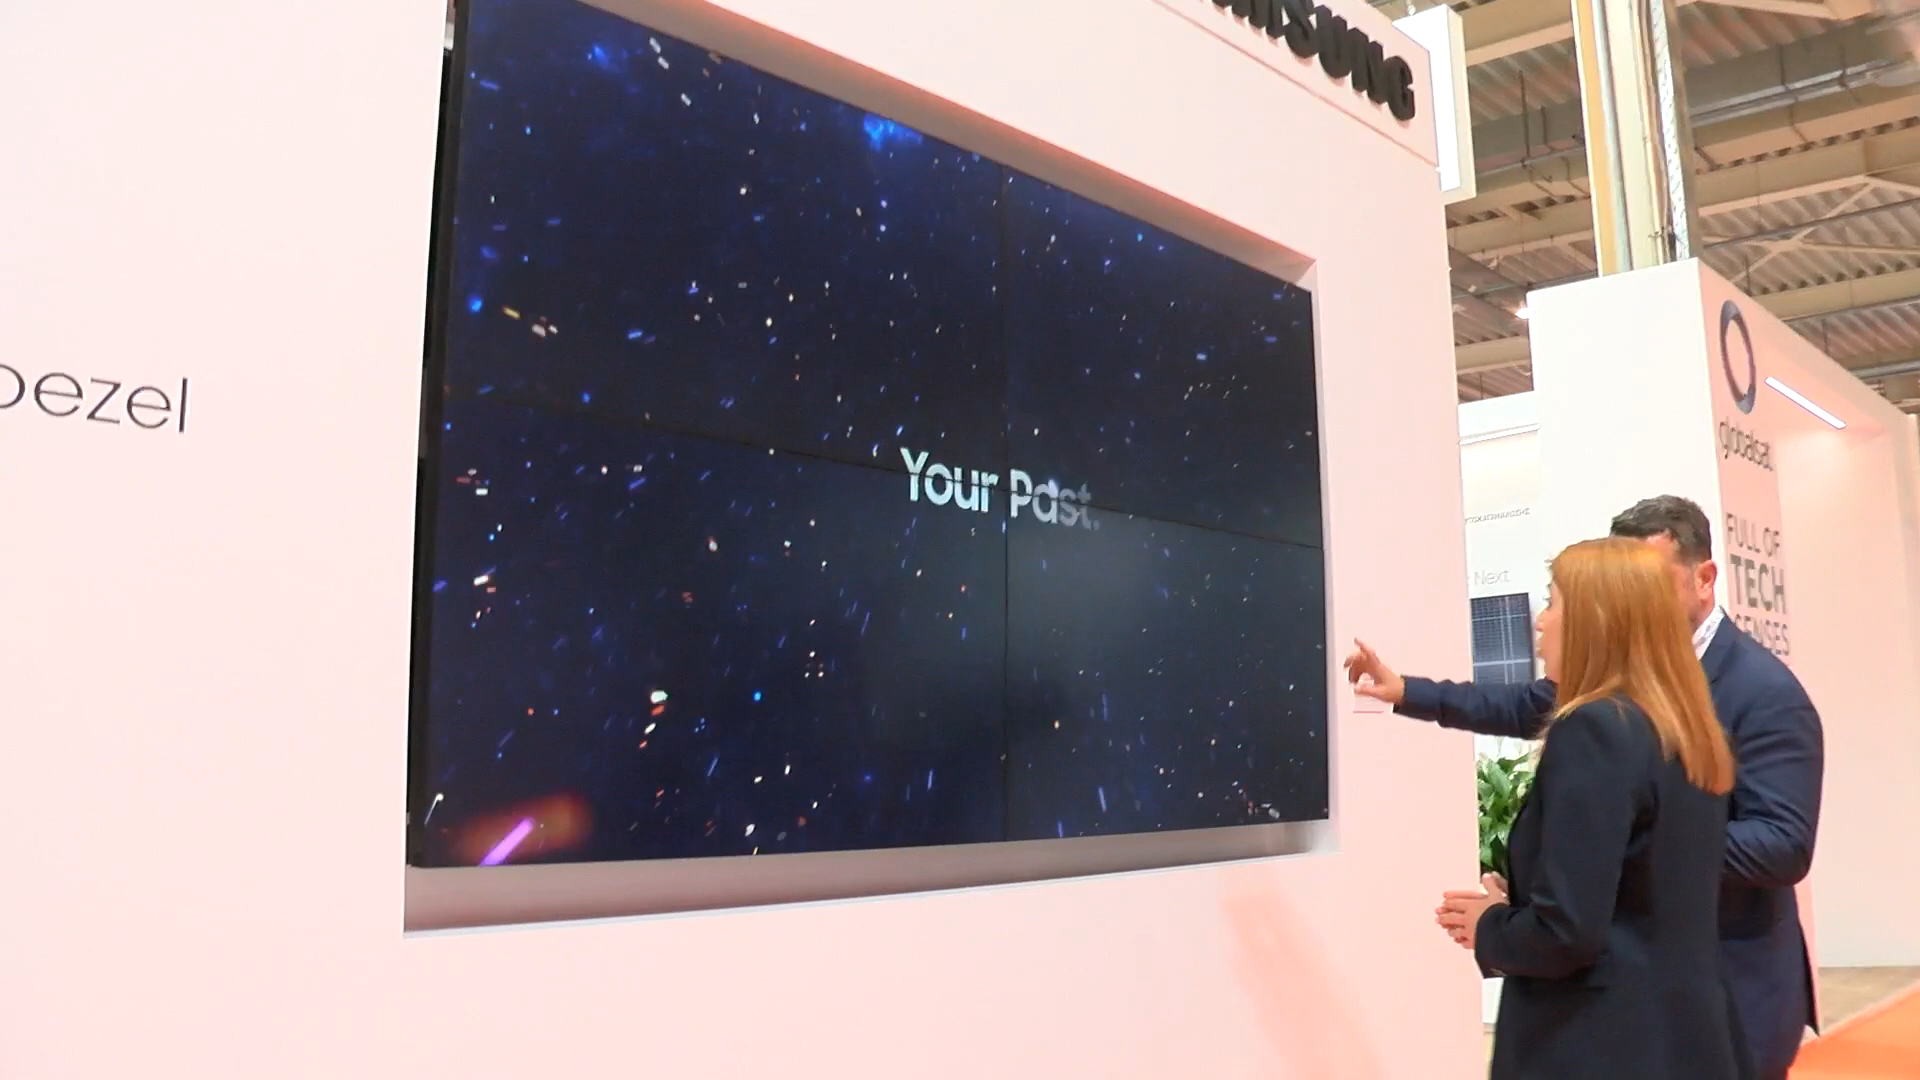 SAMSUNG
bezel
Your Past.
globalsat
FULL OF
TECH
SENSES
Next